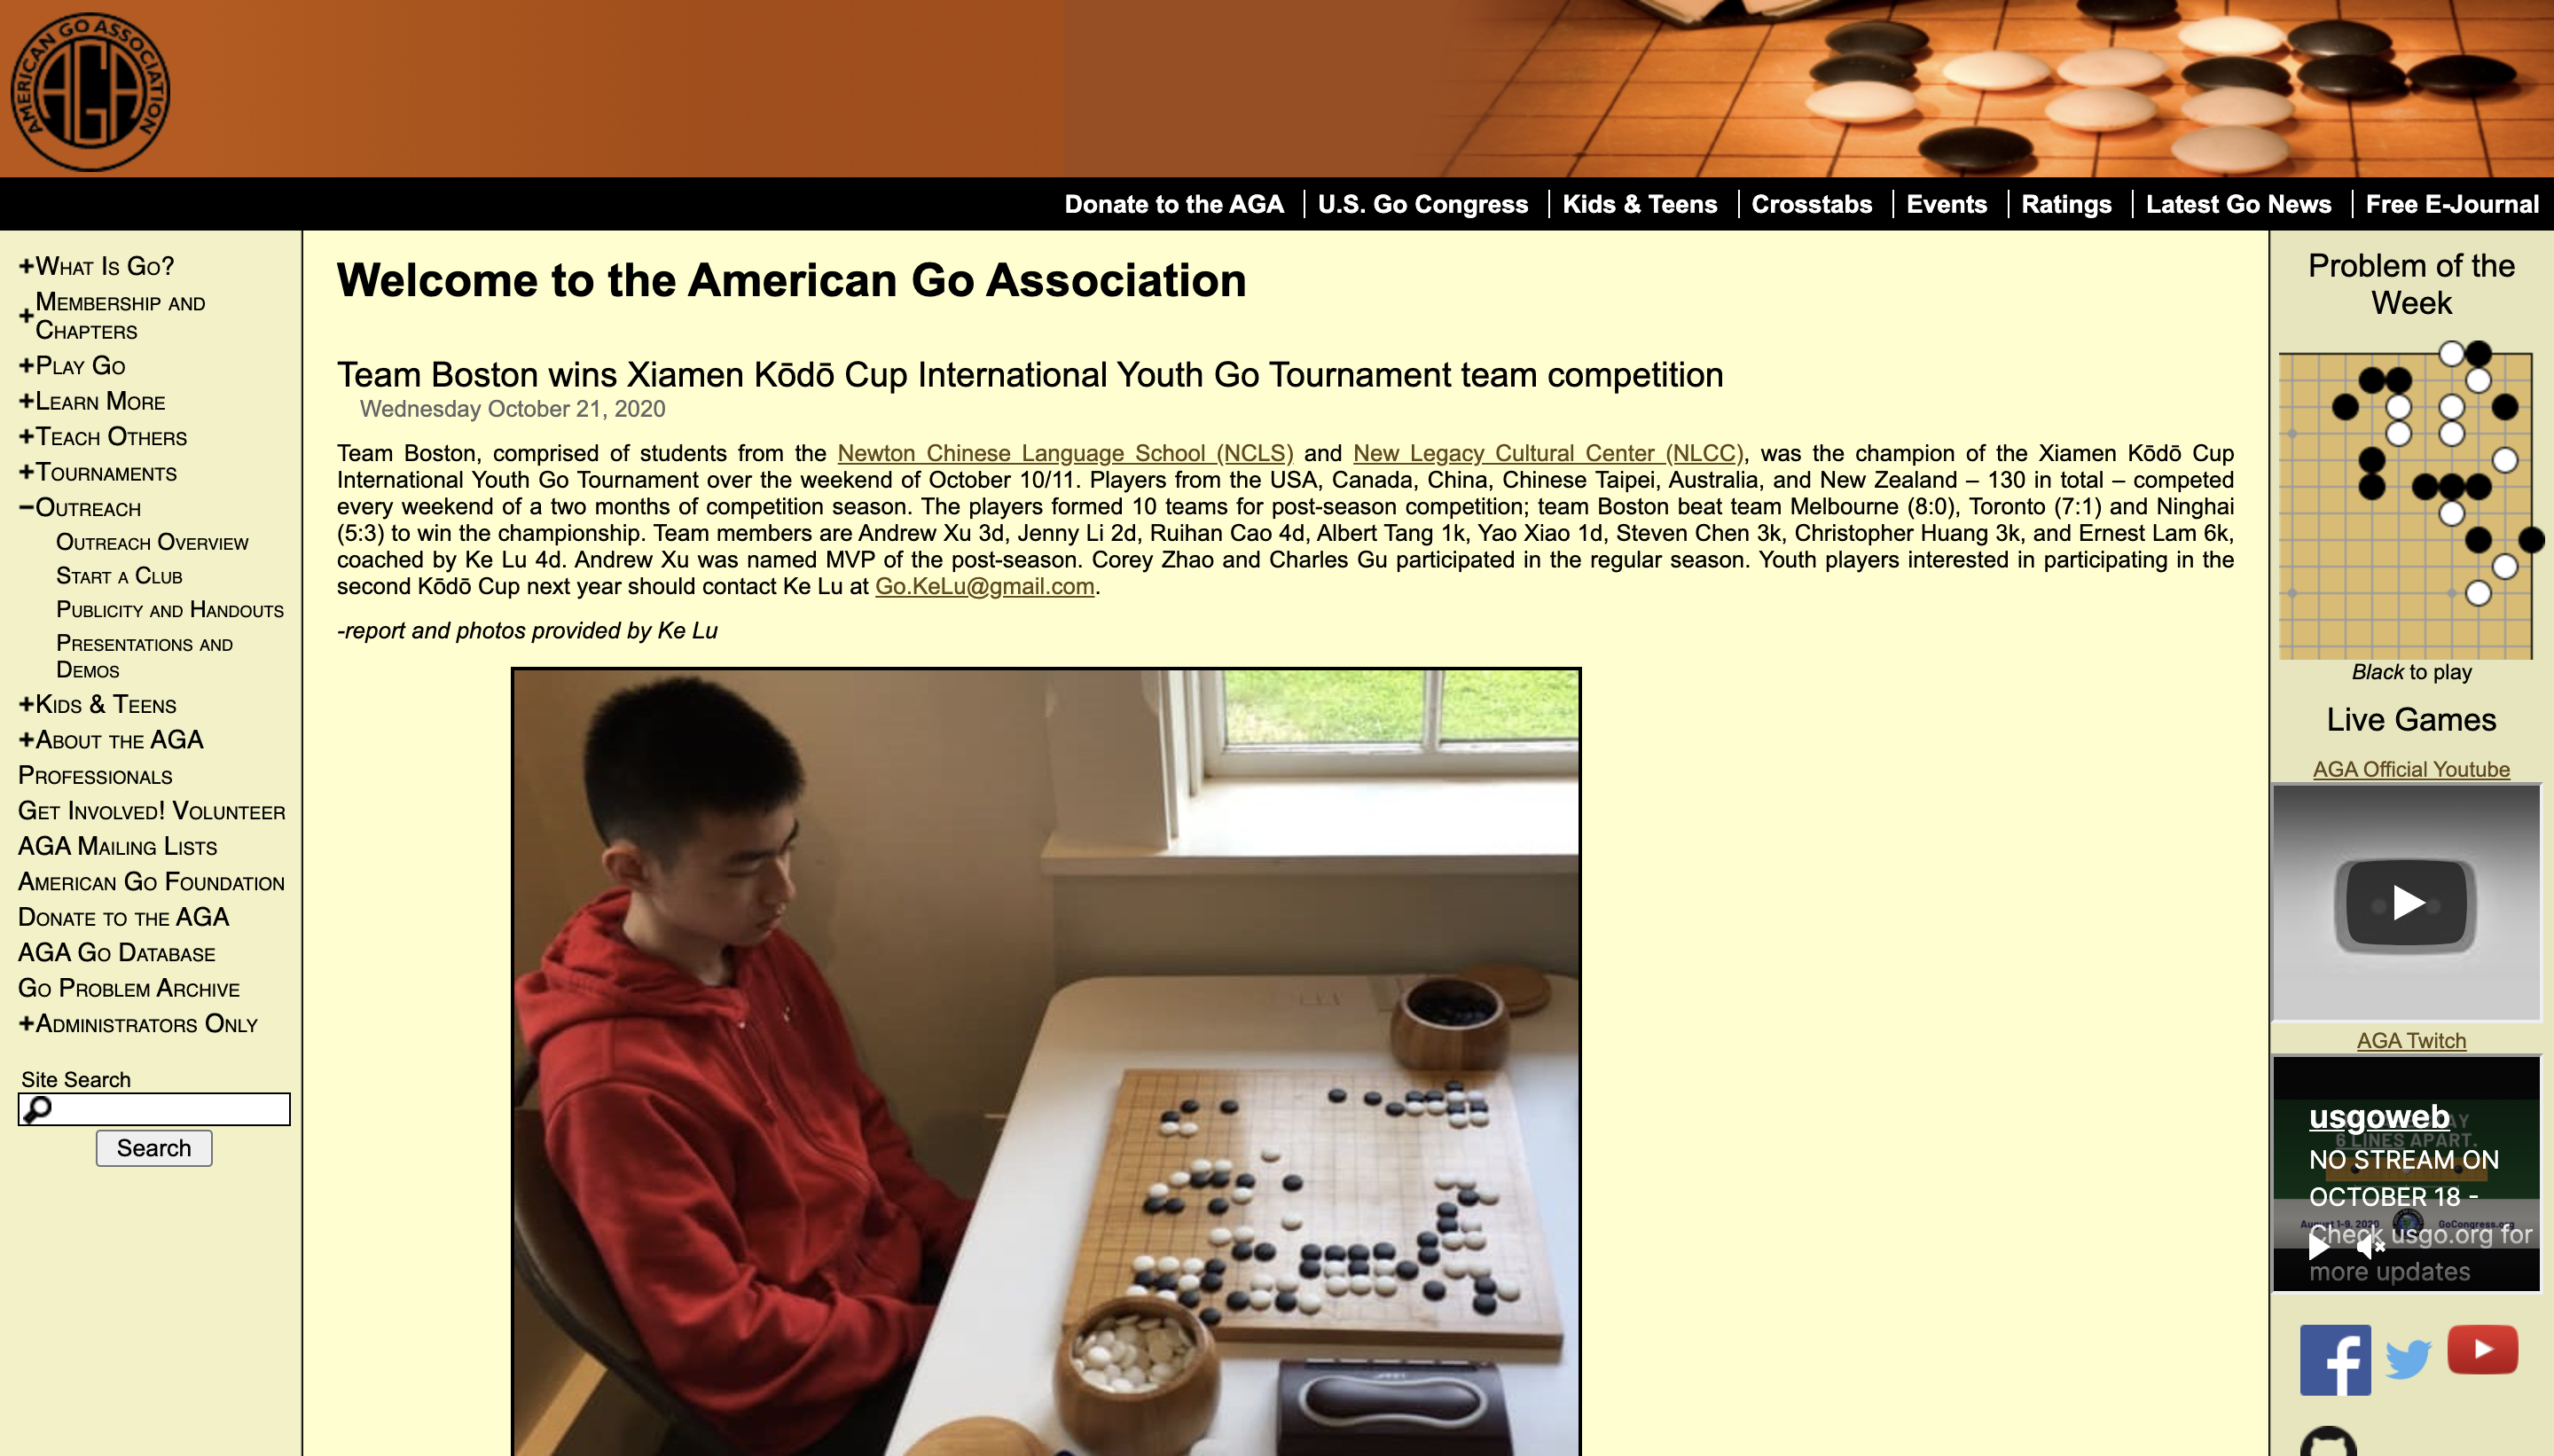 AMERICAN GO ASSOCIATION
AGA
Donate to the AGA
U.S. Go Congress
Kids & Teens
Crosstabs
Events
Ratings
Latest Go News
Free E-Journal
+What Is Go?
+Membership and
Chapters
+Play Go
+Learn More
+Teach Others
+Tournaments
−Outreach
Outreach Overview
Start a Club
Publicity and Handouts
Presentations and
Demos
+Kids & Teens
+About the AGA
Professionals
Get Involved! Volunteer
AGA Mailing Lists
American Go Foundation
Donate to the AGA
AGA Go Database
Go Problem Archive
+Administrators Only
Site Search
Search
Welcome to the American Go Association
Team Boston wins Xiamen Kōdō Cup International Youth Go Tournament team competition
Wednesday October 21, 2020
Team Boston, comprised of students from the Newton Chinese Language School (NCLS) and New Legacy Cultural Center (NLCC), was the champion of the Xiamen Kōdō Cup
International Youth Go Tournament over the weekend of October 10/11. Players from the USA, Canada, China, Chinese Taipei, Australia, and New Zealand – 130 in total – competed
every weekend of a two months of competition season. The players formed 10 teams for post-season competition; team Boston beat team Melbourne (8:0), Toronto (7:1) and Ninghai
(5:3) to win the championship. Team members are Andrew Xu 3d, Jenny Li 2d, Ruihan Cao 4d, Albert Tang 1k, Yao Xiao 1d, Steven Chen 3k, Christopher Huang 3k, and Ernest Lam 6k,
coached by Ke Lu 4d. Andrew Xu was named MVP of the post-season. Corey Zhao and Charles Gu participated in the regular season. Youth players interested in participating in the
second Kōdō Cup next year should contact Ke Lu at Go.KeLu@gmail.com.
-report and photos provided by Ke Lu
Problem of the
Week
Black to play
Live Games
AGA Official Youtube
AGA Twitch
usgoweb
6 LINES APART.
NO STREAM ON
OCTOBER 18 -
August 1-9, 2020
GoCongress.org
Check usgo.org for
more updates